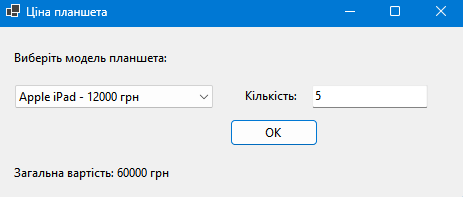 Ціна планшета
Виберіть модель планшета:
Apple iPad - 12000 грн
Кількість:
5
OK
Загальна вартість: 60000 грн